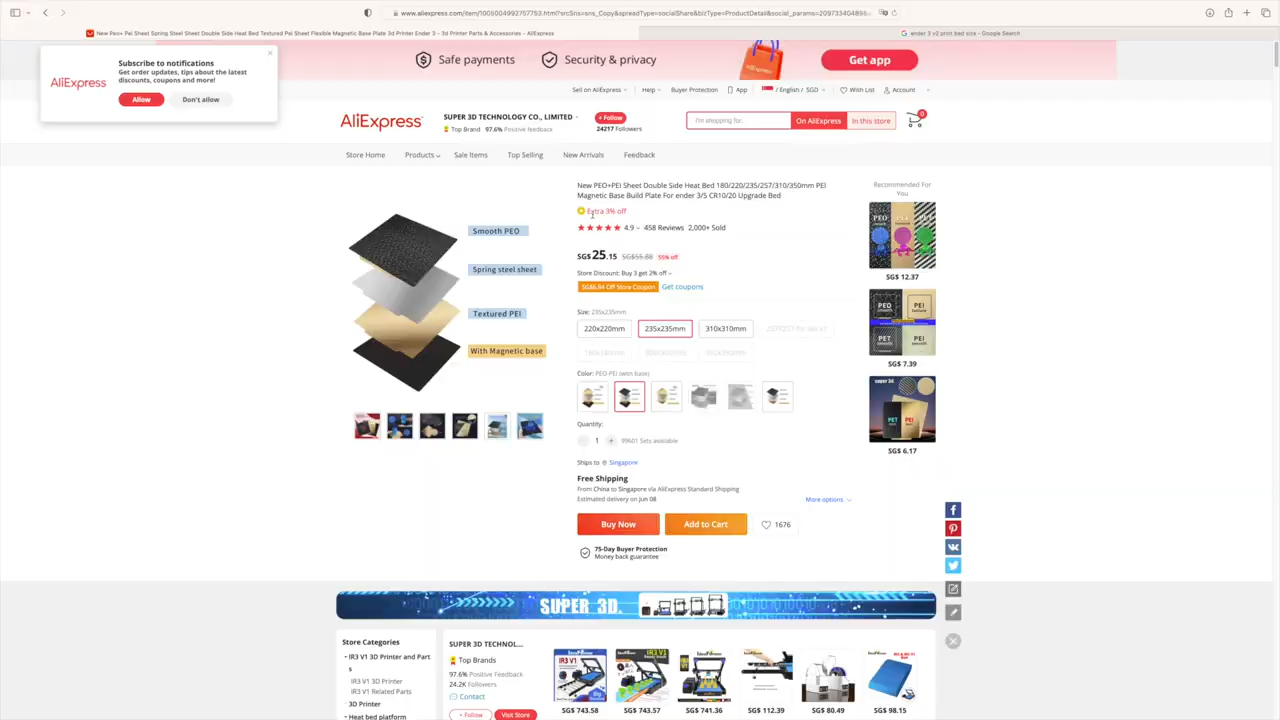 www.aliexpress.com/item/1005004992757753.html?srcSns=sns_Copy&spreadType=socialShare&bizType=ProductDetail&social_params=209733404895...
New Peo+ Pei Sheet Spring Steel Sheet Double Side Heat Bed Textured Pei Sheet Flexible Magnetic Base Plate 3d Printer Ender 3 - 3d Printer Parts & Accessories - AliExpress
ender 3 v2 print bed size - Google Search
AliExpress
Subscribe to notifications
Get order updates, tips about the latest
discounts, coupons and more!
Allow
Don't allow
Safe payments
Security & privacy
Get app
Sell on AliExpress
Help
Buyer Protection
App
/ English / SGD
Wish List
Account
AliExpress
SUPER 3D TECHNOLOGY CO., LIMITED
Top Brand 97.6% Positive feedback
+ Follow
24217 Followers
I'm shopping for.
On AliExpress
In this store
0
Store Home
Products
Sale Items
Top Selling
New Arrivals
Feedback
Smooth PEO
Spring steel sheet
Textured PEI
With Magnetic base
New PEO+PEI Sheet Double Side Heat Bed 180/220/235/257/310/350mm PEI
Magnetic Base Build Plate For ender 3/5 CR10/20 Upgrade Bed
Extra 3% off
4.9
458 Reviews
2,000+ Sold
SG$25.15
SG$55.88
55% off
Store Discount: Buy 3 get 2% off
SG$6.84 Off Store Coupon
Get coupons
Size: 235x235mm
220x220mm
235x235mm
310x310mm
Color: PEO-PEI (with base)
Quantity:
1
99601 Sets available
Ships to Singapore
Free Shipping
From China to Singapore via AliExpress Standard Shipping
Estimated delivery on Jun 08
More options
Buy Now
Add to Cart
1676
75-Day Buyer Protection
Money back guarantee
Recommended For
You
PEO
SG$ 12.37
PEO
PEI
PET
PEI
SG$ 7.39
super 3d
PET
PEI
SG$ 6.17
SUPER 3D.
Store Categories
IR3 V1 3D Printer and Part
s
IR3 V1 3D Printer
IR3 V1 Related Parts
3D Printer
Heat bed platform
SUPER 3D TECHNOL...
Top Brands
97.6% Positive Feedback
24.2K Followers
Contact
+ Follow
Visit Store
IR3 V1
SG$ 743.58
IR3 V1
SG$ 743.57
SG$ 741.36
SG$ 112.39
SG$ 80.49
SG$ 98.15